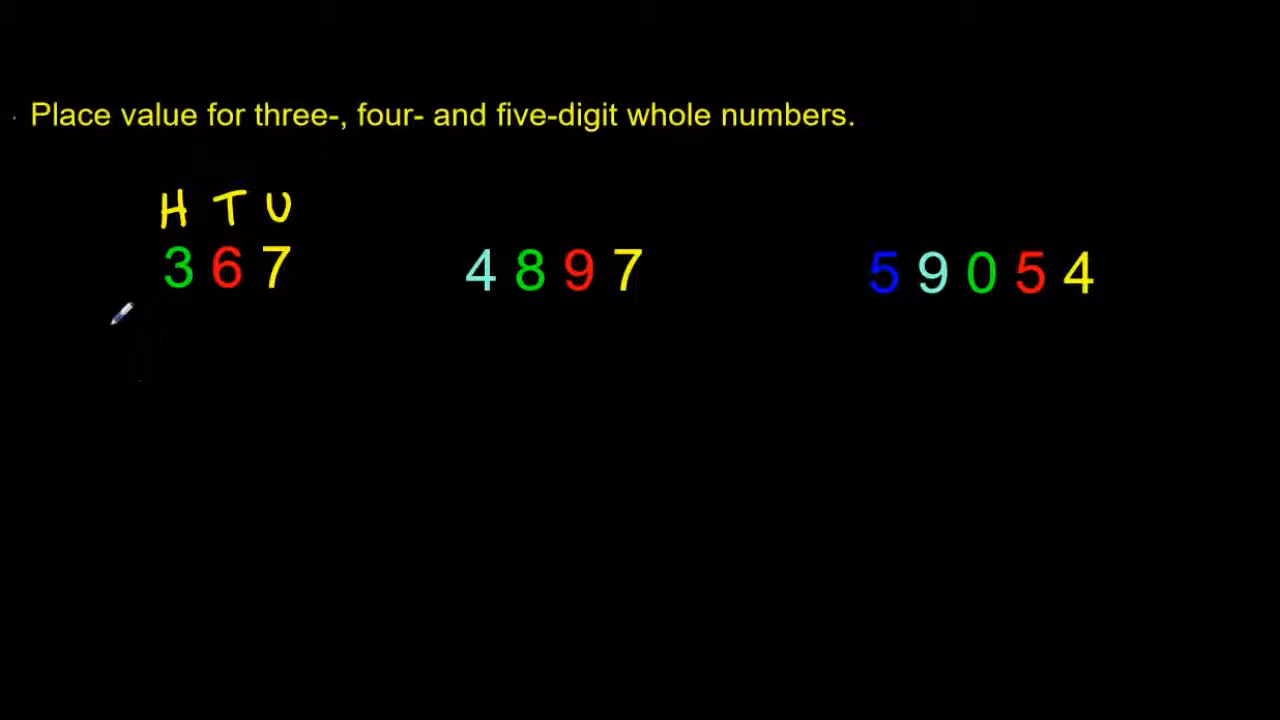 Place value for three-, four- and five-digit whole numbers.
H T U
3 6 7 4 8 9 7 5 9 0 5 4